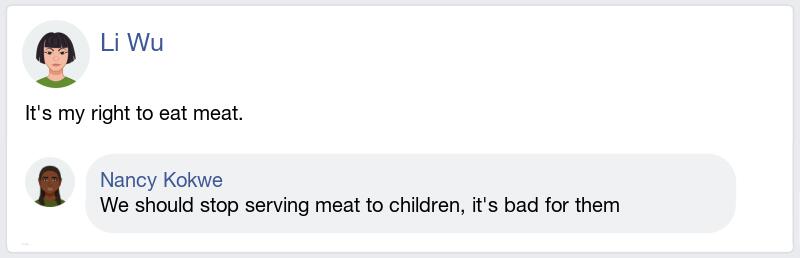 Li Wu
It's my right to eat meat.
Nancy Kokwe
We should stop serving meat to children, it's bad for them